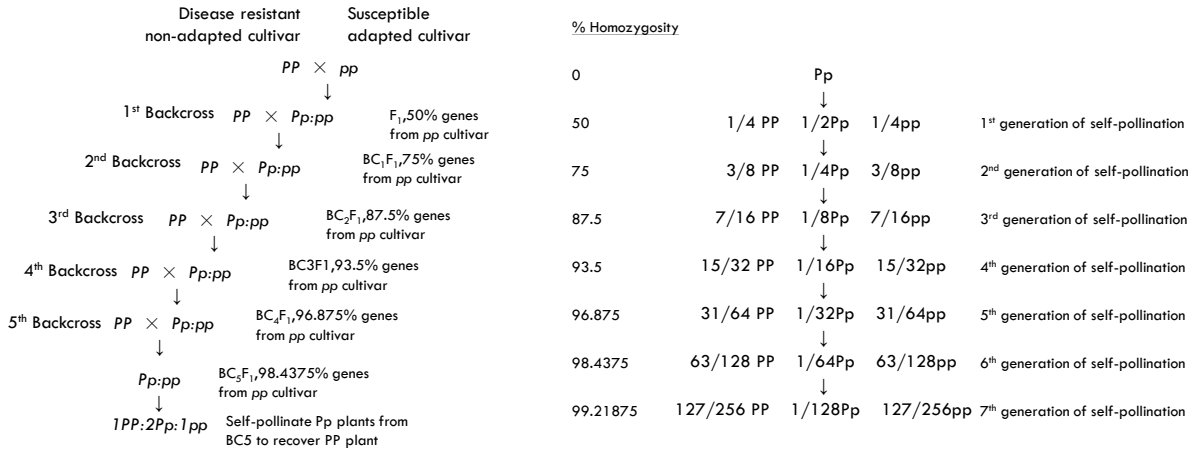 Disease resistant non-adapted cultivar
Susceptible adapted cultivar
PP × pp
↓
1st Backcross PP × Pp:pp F1,50% genes from pp cultivar
↓
2nd Backcross PP × Pp:pp BC1F1,75% genes from pp cultivar
↓
3rd Backcross PP × Pp:pp BC2F1,87.5% genes from pp cultivar
↓
4th Backcross PP × Pp:pp BC3F1,93.5% genes from pp cultivar
↓
5th Backcross PP × Pp:pp BC4F1,96.875% genes from pp cultivar
↓
Pp:pp BC5F1,98.4375% genes from pp cultivar
↓
1PP:2Pp:1pp Self-pollinate Pp plants from BC5 to recover PP plant
% Homozygosity
0 Pp
↓
50 1/4 PP 1/2Pp 1/4pp 1st generation of self-pollination
↓
75 3/8 PP 1/4Pp 3/8pp 2nd generation of self-pollination
↓
87.5 7/16 PP 1/8Pp 7/16pp 3rd generation of self-pollination
↓
93.5 15/32 PP 1/16Pp 15/32pp 4th generation of self-pollination
↓
96.875 31/64 PP 1/32Pp 31/64pp 5th generation of self-pollination
↓
98.4375 63/128 PP 1/64Pp 63/128pp 6th generation of self-pollination
↓
99.21875 127/256 PP 1/128Pp 127/256pp 7th generation of self-pollination